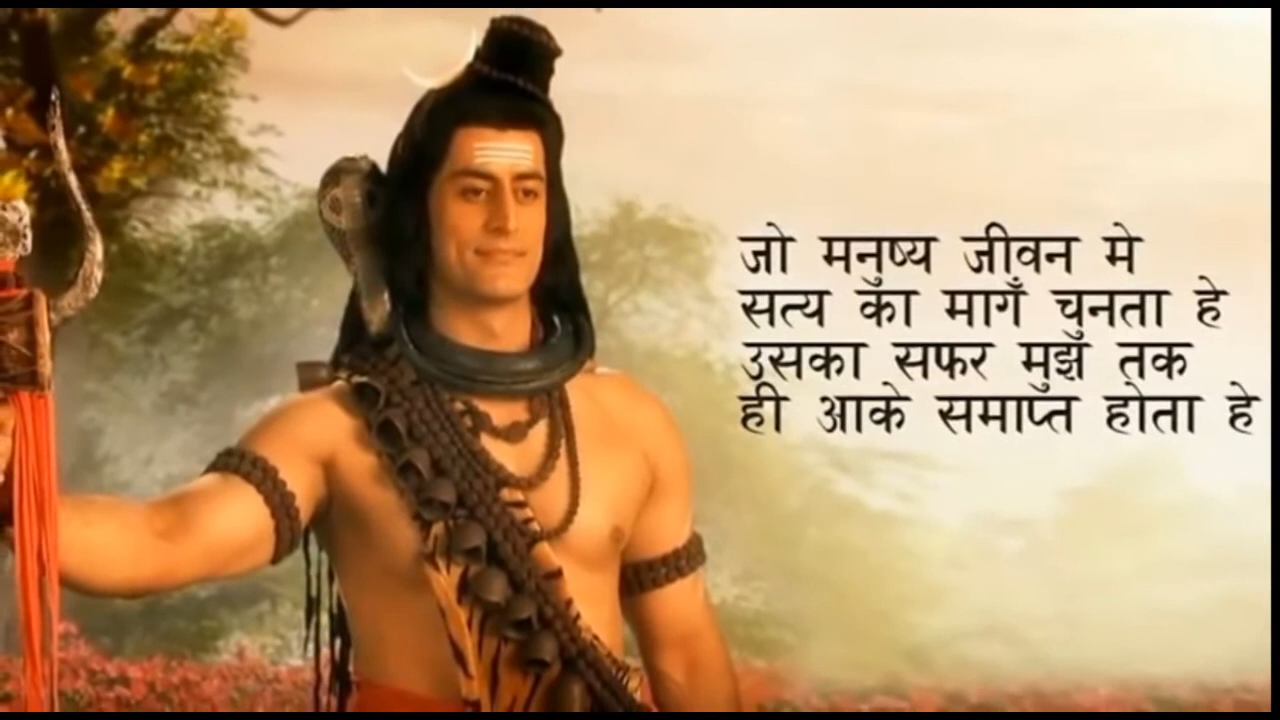 जो मनुष्य जीवन मे
सत्य का मार्गँ चुनता हे
उसका सफर मुझ तक
ही आके समाप्त होता हे